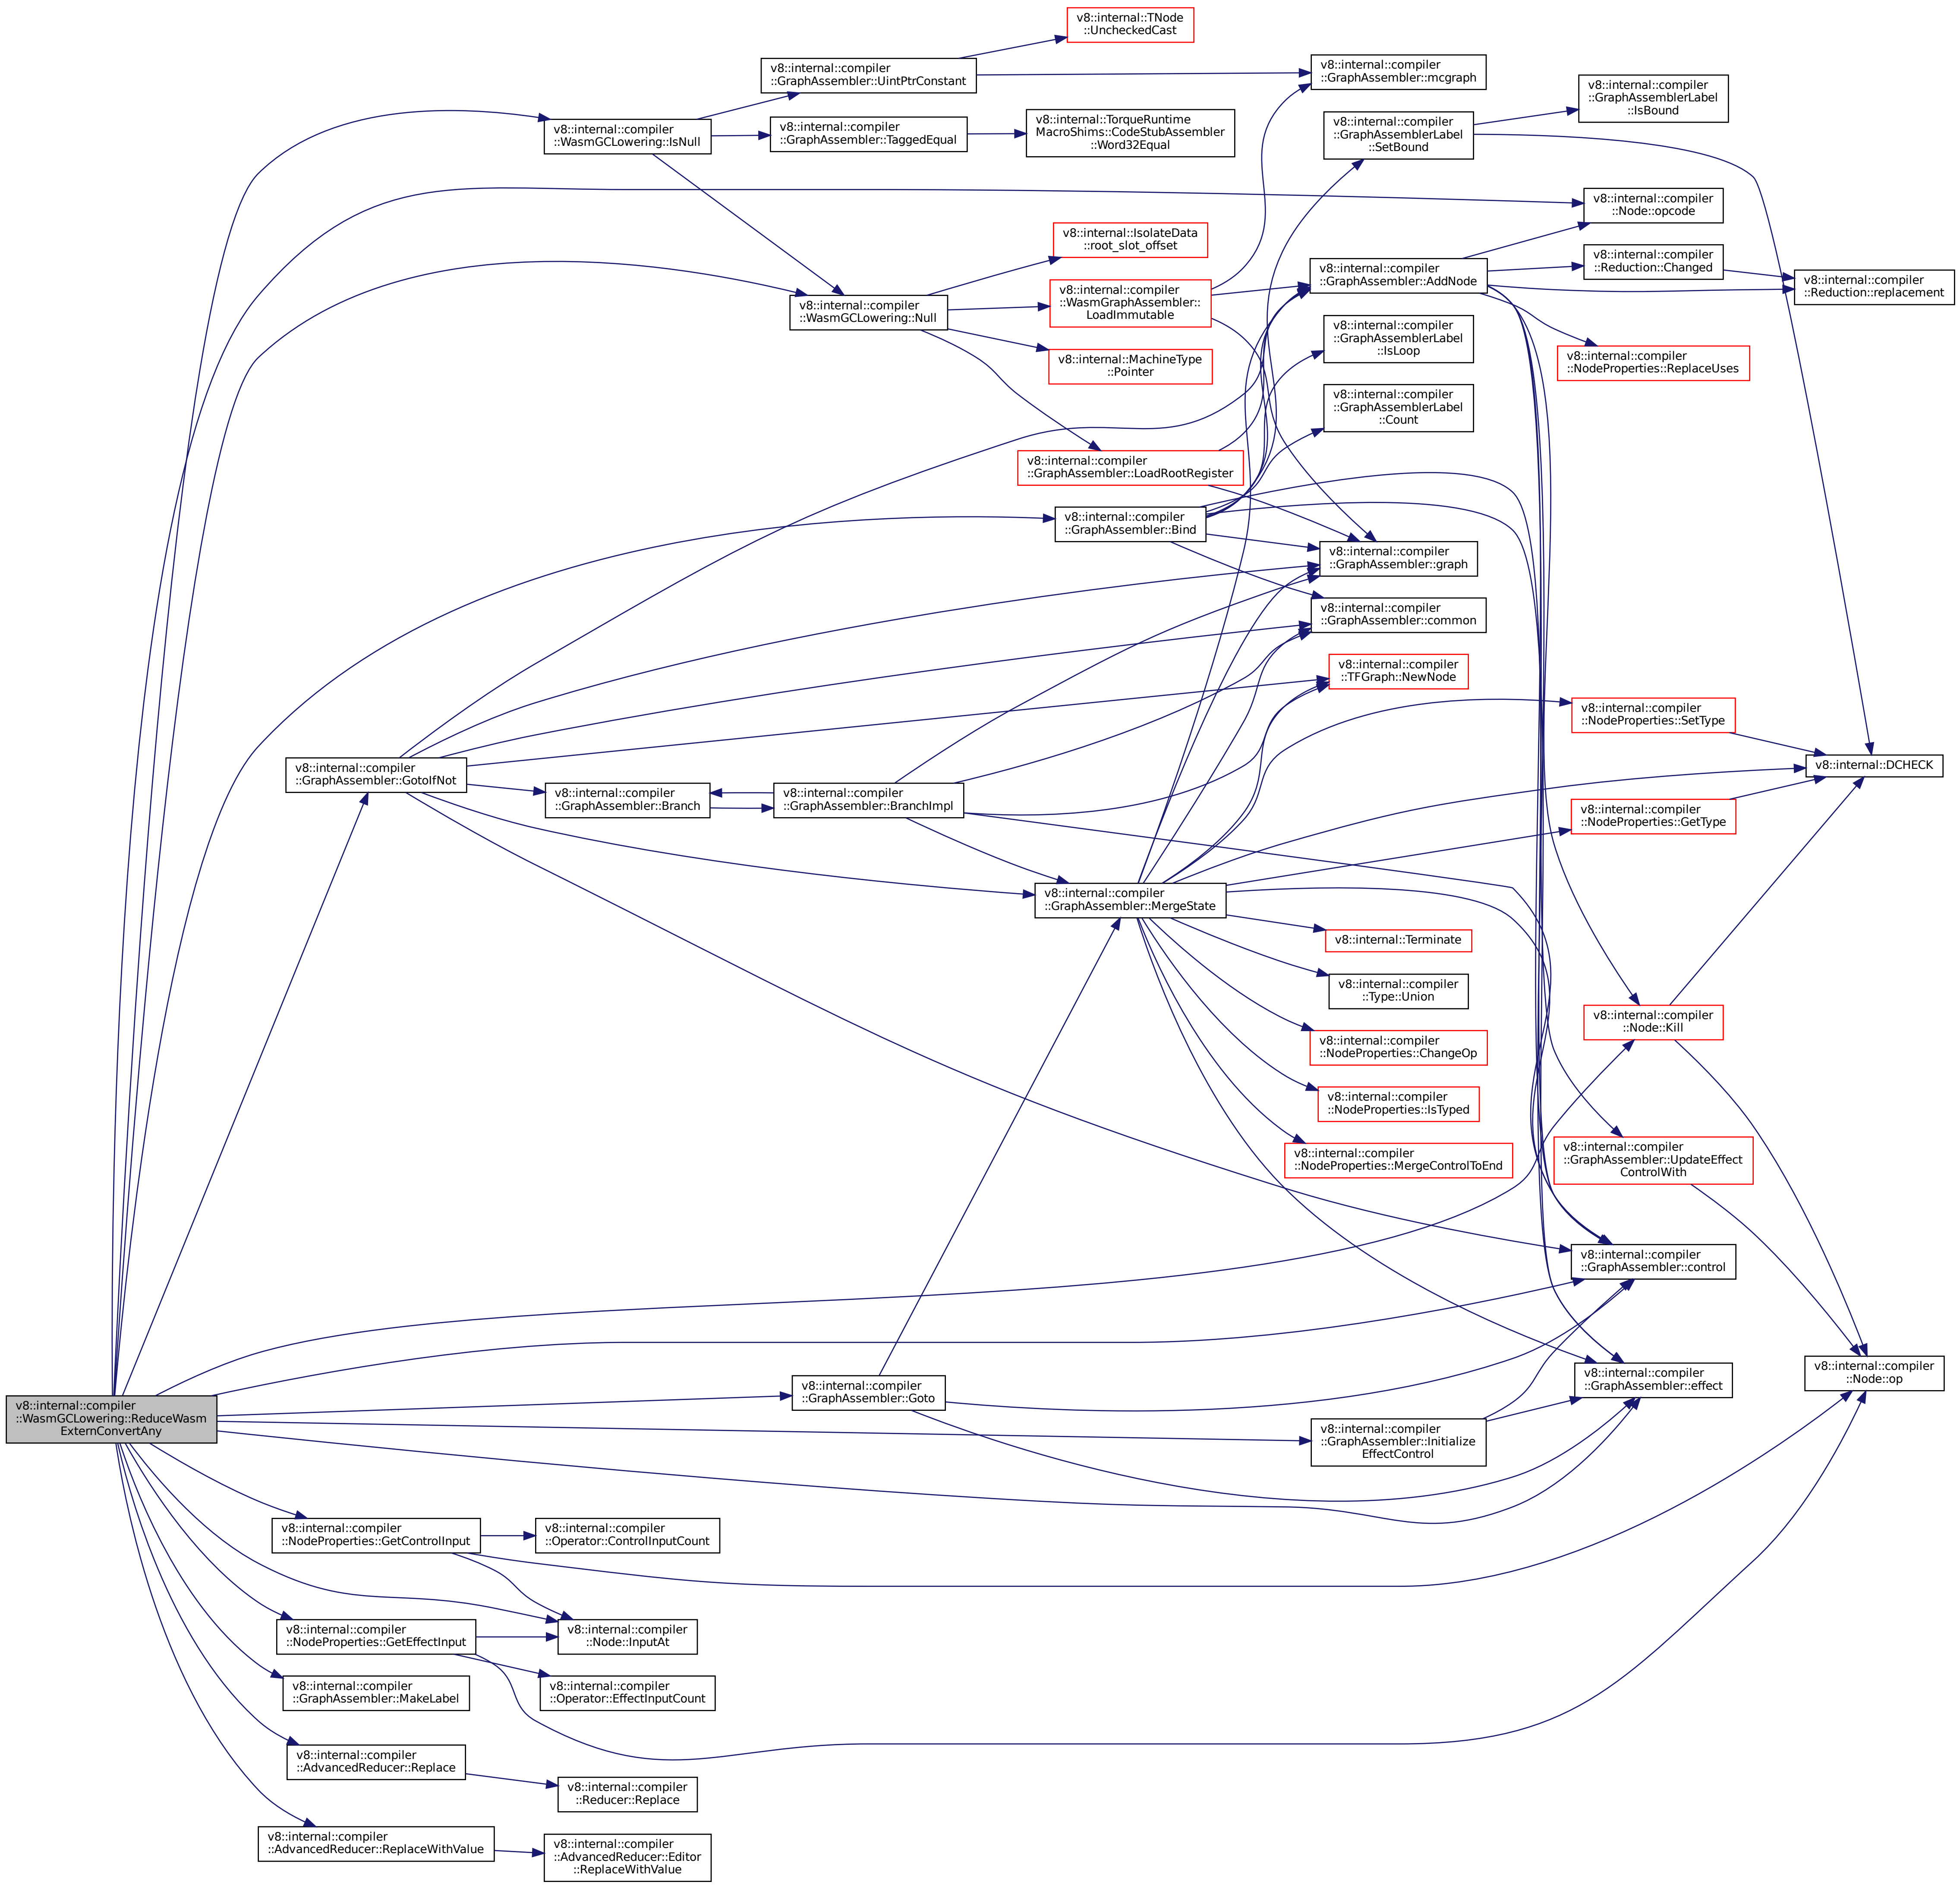 v8::internal::TNode
::UncheckedCast
v8::internal::compiler
::GraphAssembler::UintPtrConstant
v8::internal::compiler
::GraphAssembler::mcgraph
v8::internal::compiler
::GraphAssemblerLabel
::IsBound
v8::internal::compiler
::WasmGCLowering::IsNull
v8::internal::compiler
::GraphAssembler::TaggedEqual
v8::internal::TorqueRuntime
MacroShims::CodeStubAssembler
::Word32Equal
v8::internal::compiler
::GraphAssemblerLabel
::SetBound
v8::internal::compiler
::Node::opcode
v8::internal::IsolateData
::root_slot_offset
v8::internal::compiler
::GraphAssembler::AddNode
v8::internal::compiler
::Reduction::Changed
v8::internal::compiler
::Reduction::replacement
v8::internal::compiler
::WasmGCLowering::Null
v8::internal::compiler
::WasmGraphAssembler::
LoadImmutable
v8::internal::compiler
::GraphAssemblerLabel
::IsLoop
v8::internal::MachineType
::Pointer
v8::internal::compiler
::NodeProperties::ReplaceUses
v8::internal::compiler
::GraphAssemblerLabel
::Count
v8::internal::compiler
::GraphAssembler::LoadRootRegister
v8::internal::compiler
::GraphAssembler::Bind
v8::internal::compiler
::GraphAssembler::graph
v8::internal::compiler
::GraphAssembler::common
v8::internal::compiler
::TFGraph::NewNode
v8::internal::compiler
::NodeProperties::SetType
v8::internal::DCHECK
v8::internal::compiler
::GraphAssembler::GotoIfNot
v8::internal::compiler
::GraphAssembler::Branch
v8::internal::compiler
::GraphAssembler::BranchImpl
v8::internal::compiler
::NodeProperties::GetType
v8::internal::compiler
::GraphAssembler::MergeState
v8::internal::Terminate
v8::internal::compiler
::Type::Union
v8::internal::compiler
::Node::Kill
v8::internal::compiler
::NodeProperties::ChangeOp
v8::internal::compiler
::NodeProperties::IsTyped
v8::internal::compiler
::NodeProperties::MergeControlToEnd
v8::internal::compiler
::GraphAssembler::UpdateEffect
ControlWith
v8::internal::compiler
::GraphAssembler::control
v8::internal::compiler
::Node::op
v8::internal::compiler
::GraphAssembler::effect
v8::internal::compiler
::GraphAssembler::Goto
v8::internal::compiler
::WasmGCLowering::ReduceWasm
ExternConvertAny
v8::internal::compiler
::GraphAssembler::Initialize
EffectControl
v8::internal::compiler
::NodeProperties::GetControlInput
v8::internal::compiler
::Operator::ControlInputCount
v8::internal::compiler
::NodeProperties::GetEffectInput
v8::internal::compiler
::Node::InputAt
v8::internal::compiler
::GraphAssembler::MakeLabel
v8::internal::compiler
::Operator::EffectInputCount
v8::internal::compiler
::AdvancedReducer::Replace
v8::internal::compiler
::Reducer::Replace
v8::internal::compiler
::AdvancedReducer::ReplaceWithValue
v8::internal::compiler
::AdvancedReducer::Editor
::ReplaceWithValue